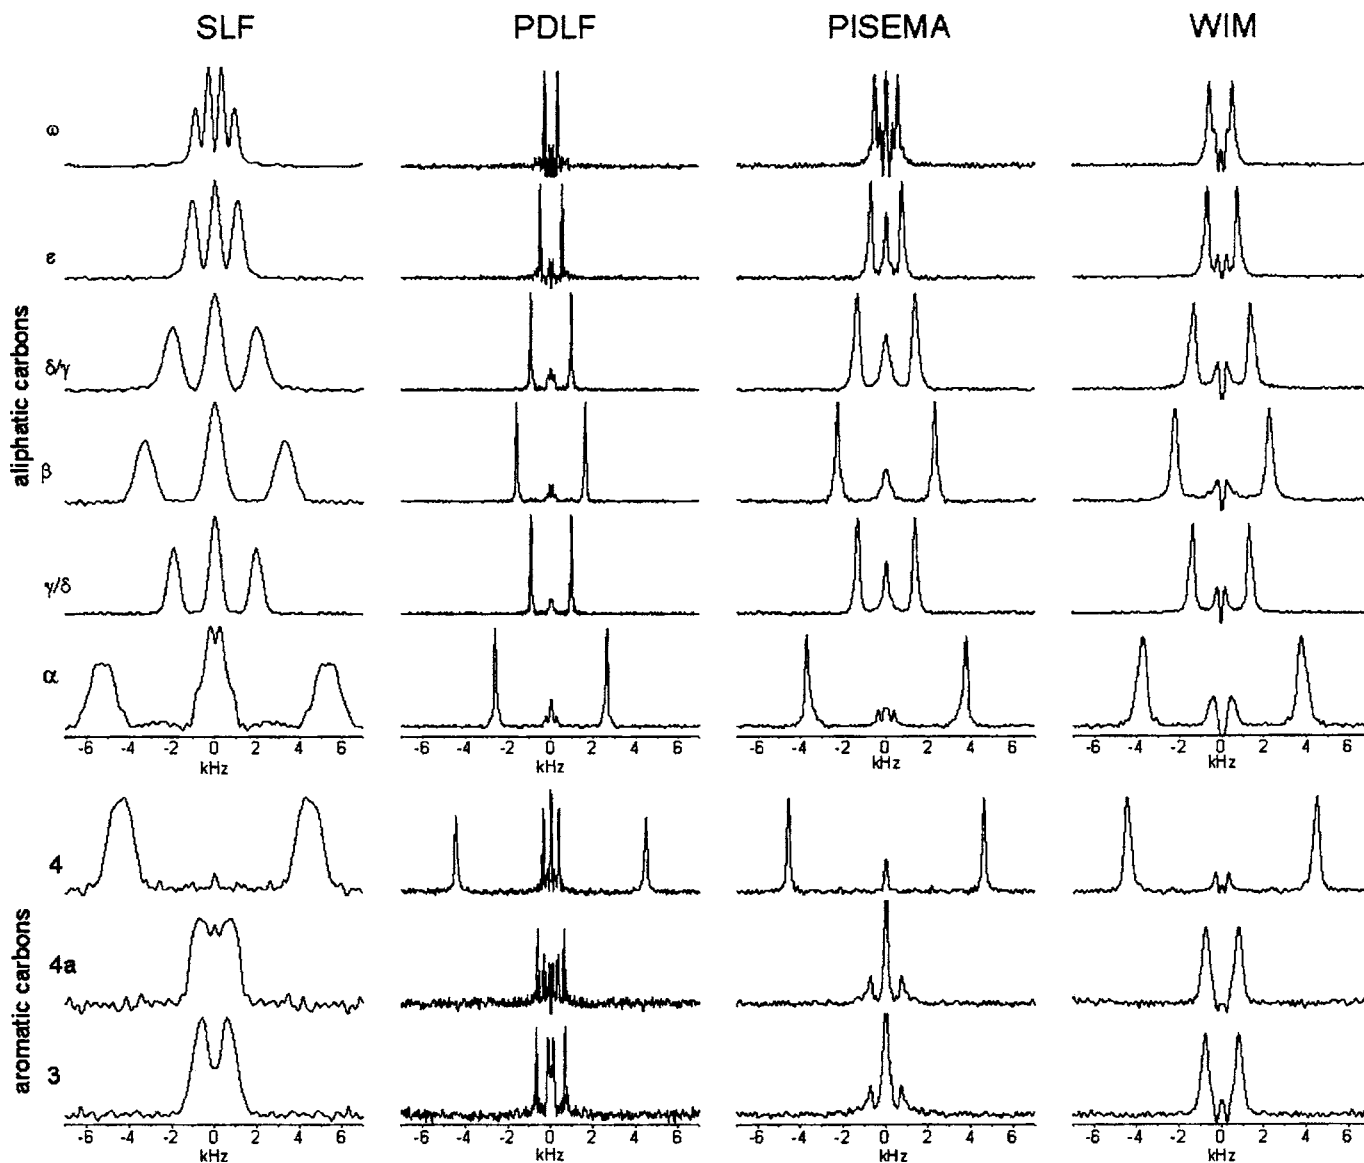 SLF PDLF PISEMA WIM
ω
ε
δ/γ
β
γ/δ
α
aliphatic carbons
-6 -4 -2 0 2 4 6 -6 -4 -2 0 2 4 6 -6 -4 -2 0 2 4 6 -6 -4 -2 0 2 4 6
kHz kHz kHz kHz
4
4a
3
aromatic carbons
-6 -4 -2 0 2 4 6 -6 -4 -2 0 2 4 6 -6 -4 -2 0 2 4 6 -6 -4 -2 0 2 4 6
kHz kHz kHz kHz